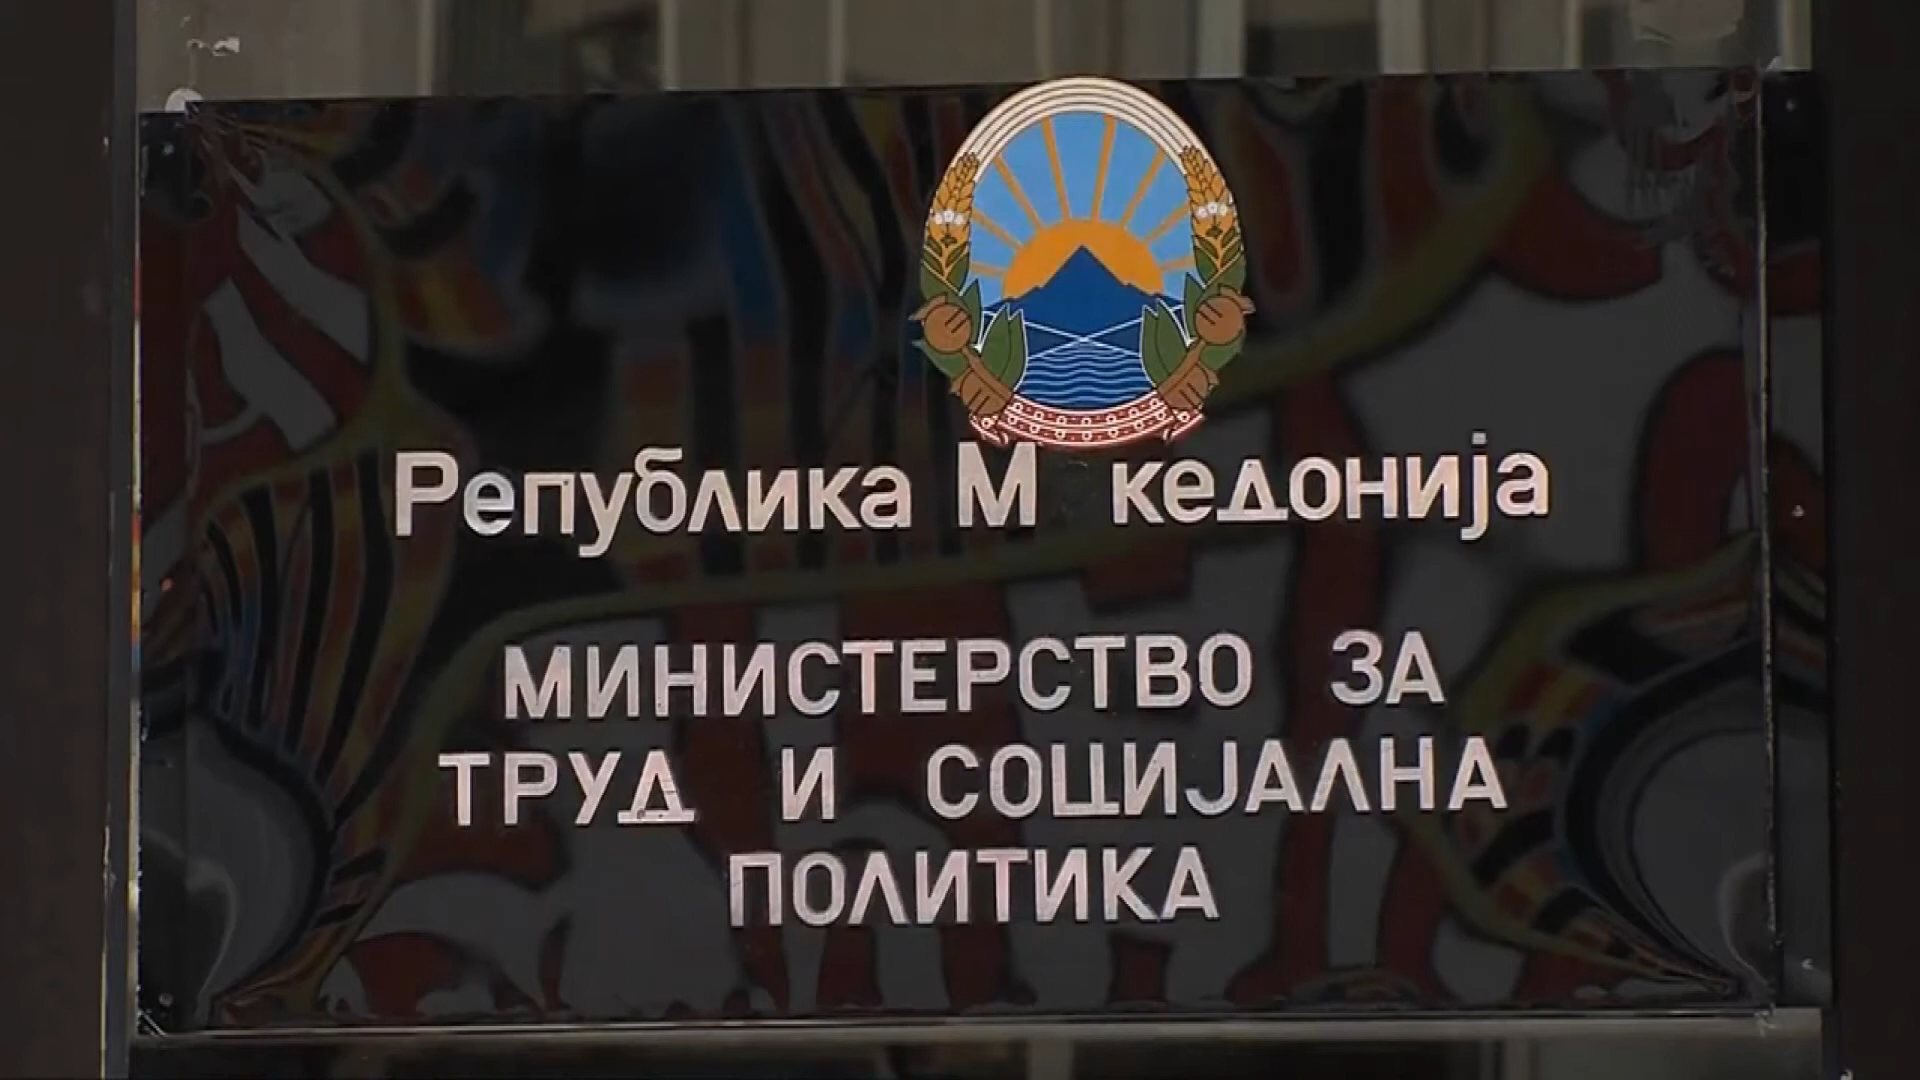 Република М кедонија
МИНИСТЕРСТВО ЗА
ТРУД И СОЦИЈАЛНА
ПОЛИТИКА